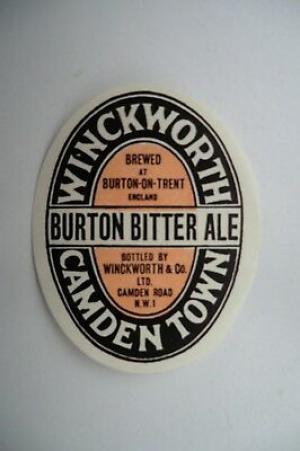 WINCKWORTH
BREWED
AT
BURTON-ON-TRENT
ENGLAND
BURTON BITTER ALE
BOTTLED BY
WINCKWORTH & Co.
LTD.
CAMDEN ROAD
N.W.1
CAMDEN TOWN